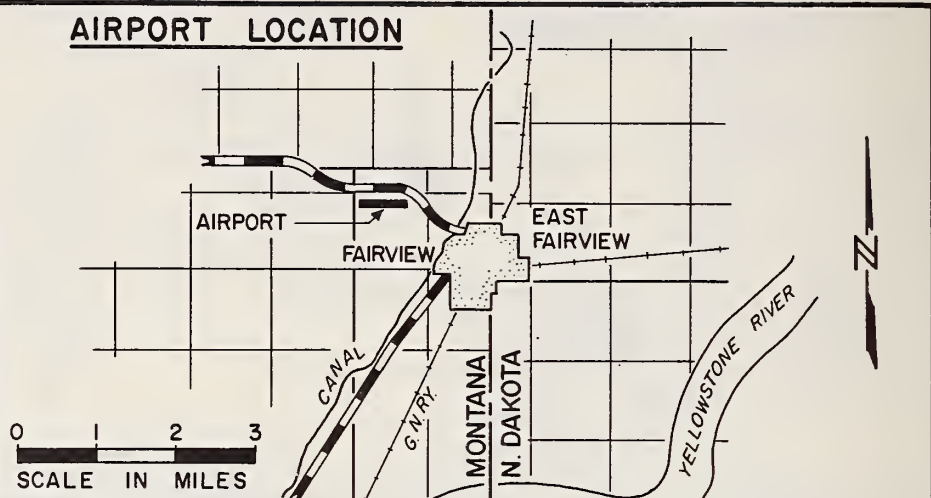 AIRPORT LOCATION
AIRPORT
FAIRVIEW
EAST
FAIRVIEW
N
CANAL
G.N.RY.
MONTANA
N. DAKOTA
YELLOWSTONE RIVER
0 1 2 3
SCALE IN MILES